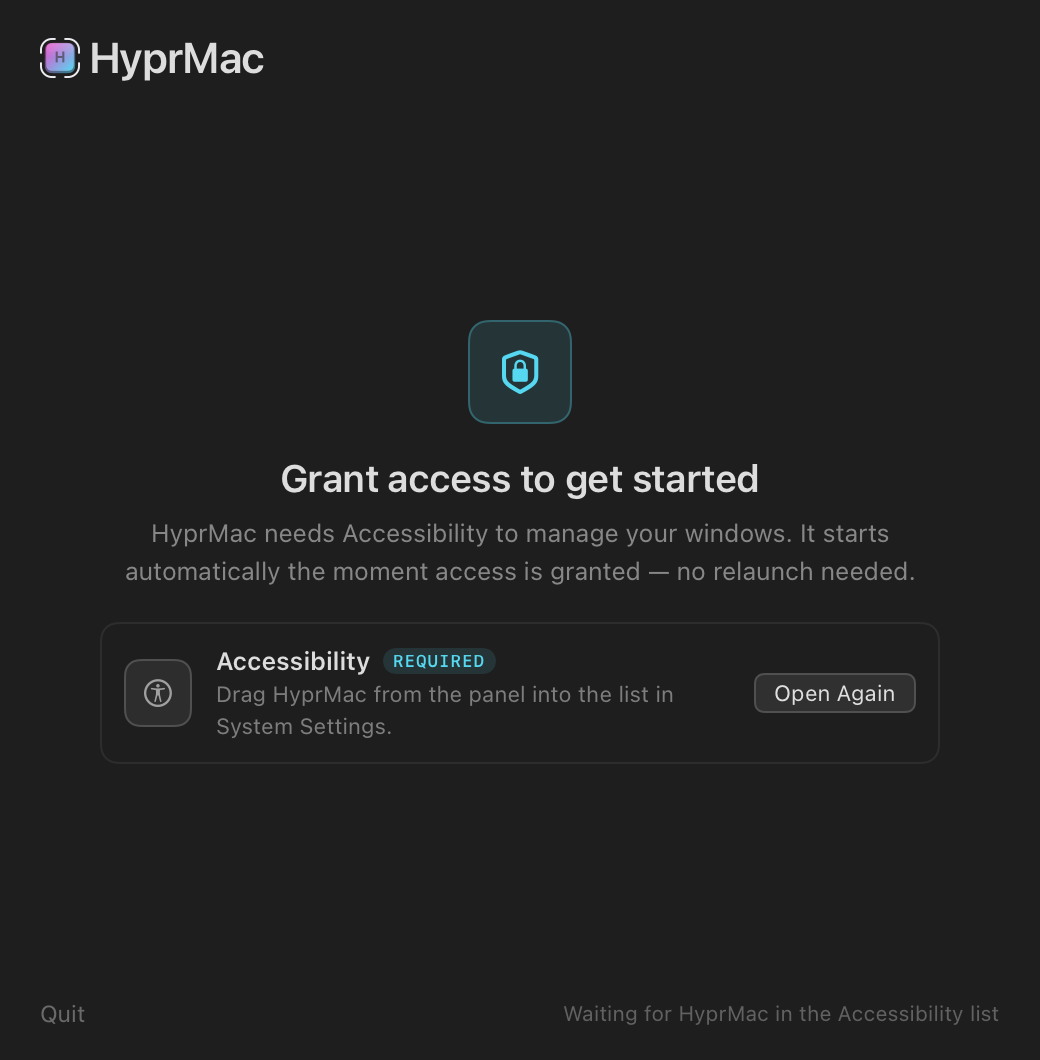 H HyprMac
Grant access to get started
HyprMac needs Accessibility to manage your windows. It starts
automatically the moment access is granted — no relaunch needed.
Accessibility REQUIRED
Drag HyprMac from the panel into the list in
System Settings.
Open Again
Quit
Waiting for HyprMac in the Accessibility list